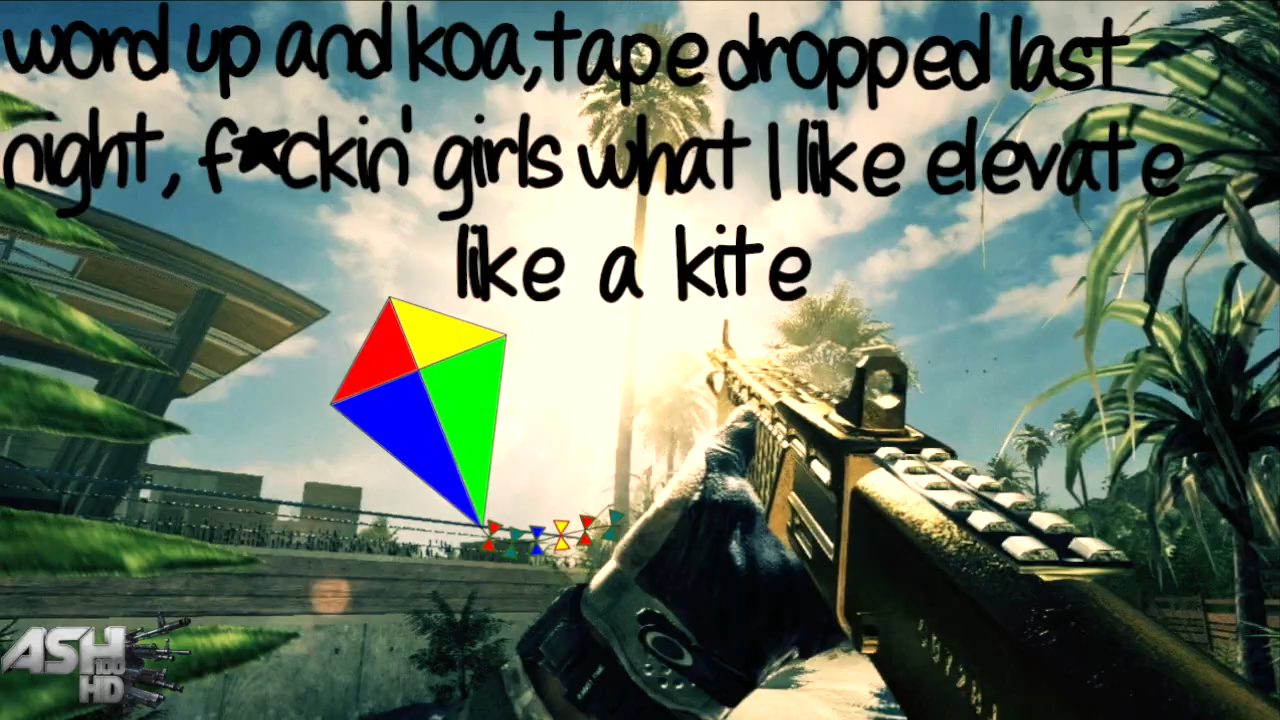 word up and koa, tape dropped last
night, f★ckin' girls what I like elevate
like a kite
ASH
HD